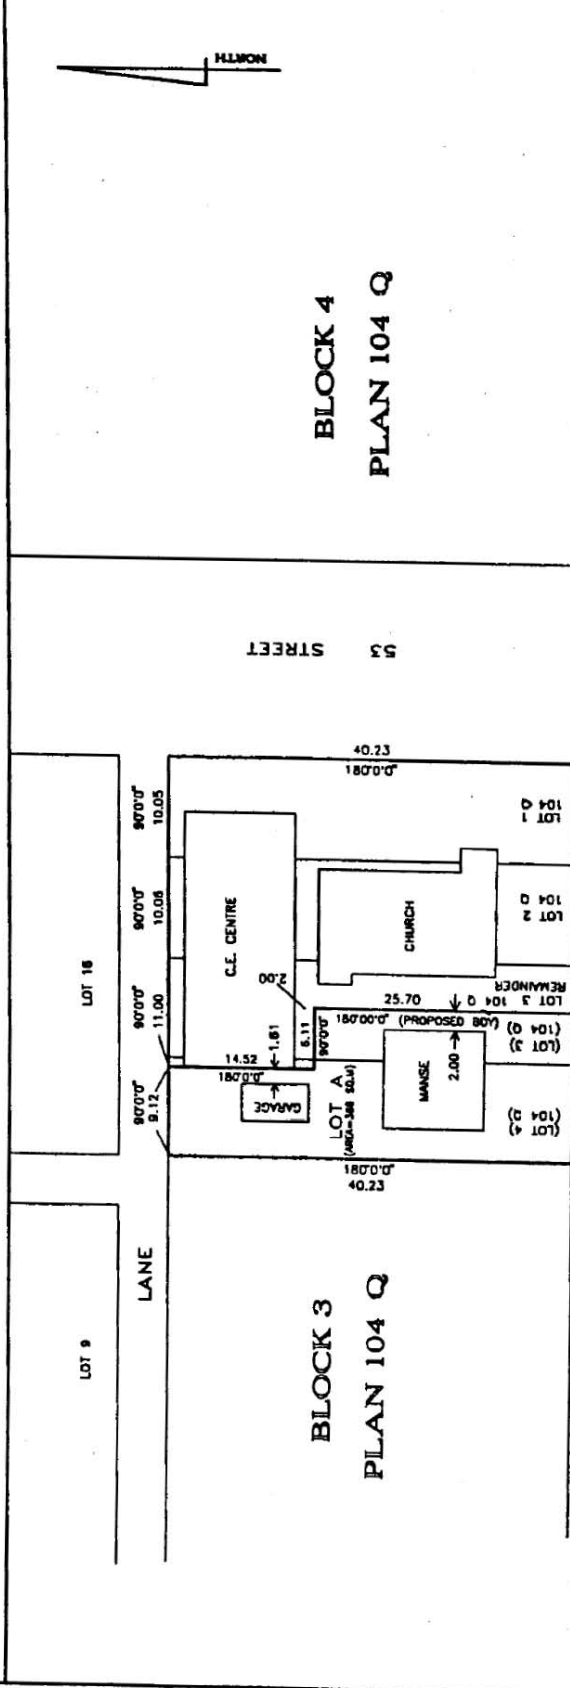 NORTH
BLOCK 4
PLAN 104 Q
53 STREET
40.23
180'0'0"
90'0'0"
10.05
90'0'0"
10.06
90'0'0"
11.00
90'0'0"
9.12
LOT 16
C.E. CENTRE
CHURCH
LOT 1
104 Q
LOT 2
104 Q
LOT 3 104 Q
REMAINDER
2.00
25.70
180'00'0" (PROPOSED BDY)
(LOT 3)
(104 Q)
14.52
180'0'0"
1.61
5.11
90'0'0"
GARAGE
LOT A
(AREA=388 SQ.M)
MANSE
2.00
(LOT 4)
(104 Q)
180'0'0"
40.23
LANE
LOT 9
BLOCK 3
PLAN 104 Q